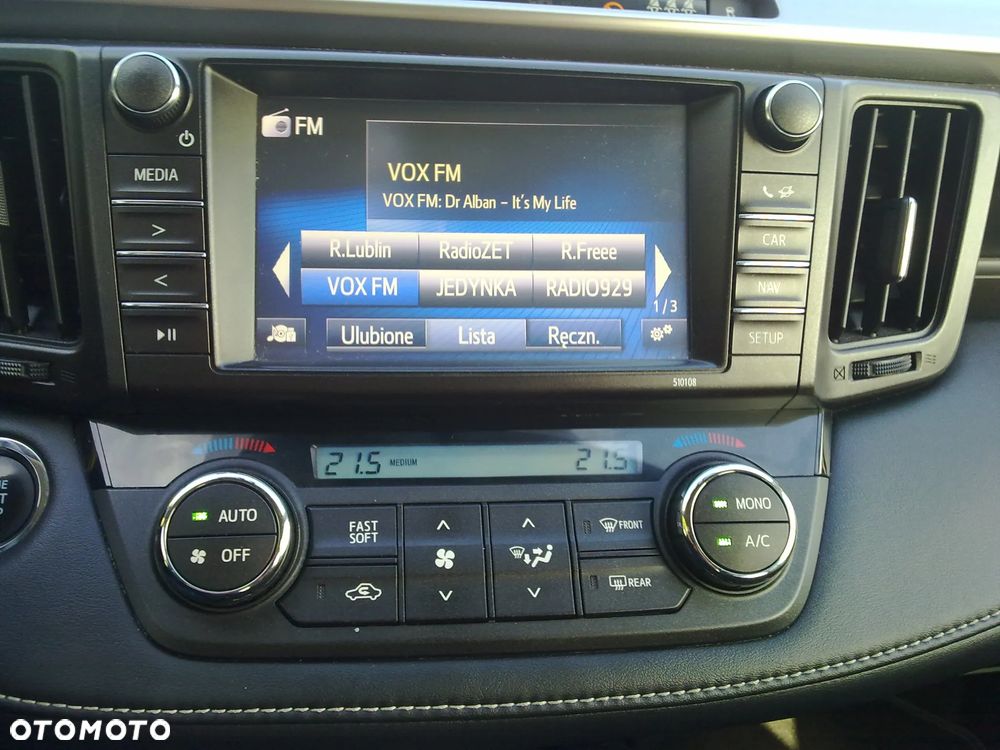 FM
VOX FM
VOX FM: Dr Alban - It's My Life
R.Lublin RadioZET R.Freee
VOX FM JEDYNKA RADIO929
1/3
Ulubione Lista Ręczn.
MEDIA
>
<
CAR
NAV
SETUP
510108
21.5 MEDIUM 21.5
AUTO
OFF
FAST
SOFT
FRONT
REAR
MONO
A/C
OTOMOTO